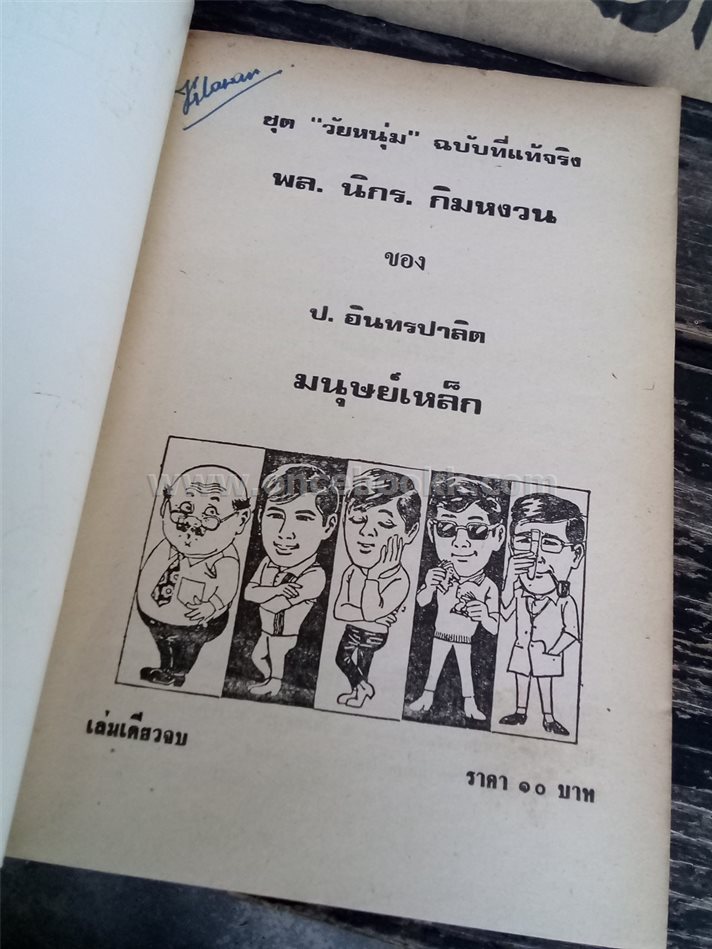 ชุด "วัยหนุ่ม" ฉบับที่แท้จริง
พล. นิกร. กิมหงวน
ของ
ป. อินทรปาลิต
มนุษย์เหล็ก
www.oncebookk.com
เล่มเดียวจบ
ราคา ๑๐ บาท